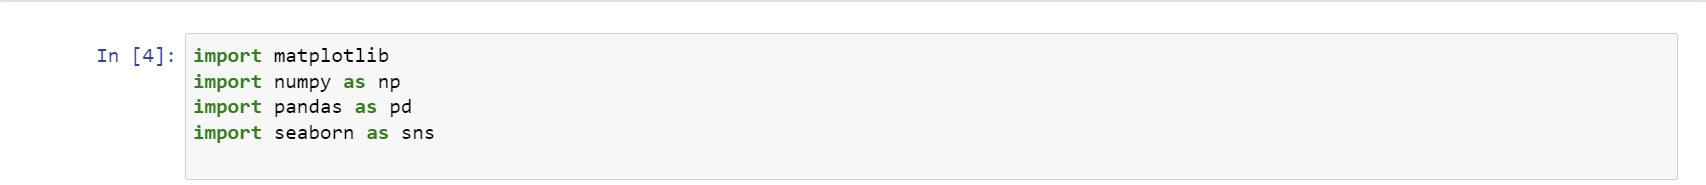 In [4]: import matplotlib
import numpy as np
import pandas as pd
import seaborn as sns